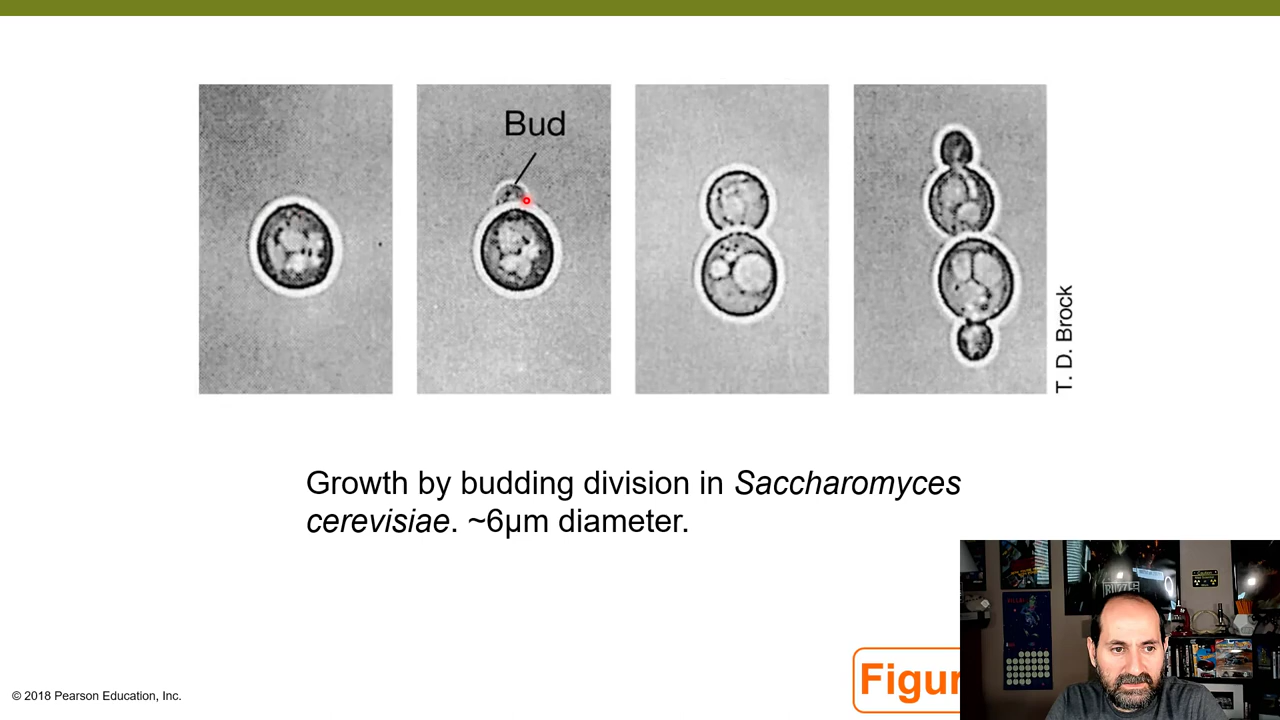 Bud
T. D. Brock
Growth by budding division in Saccharomyces
cerevisiae. ~6µm diameter.
© 2018 Pearson Education, Inc.
Figur